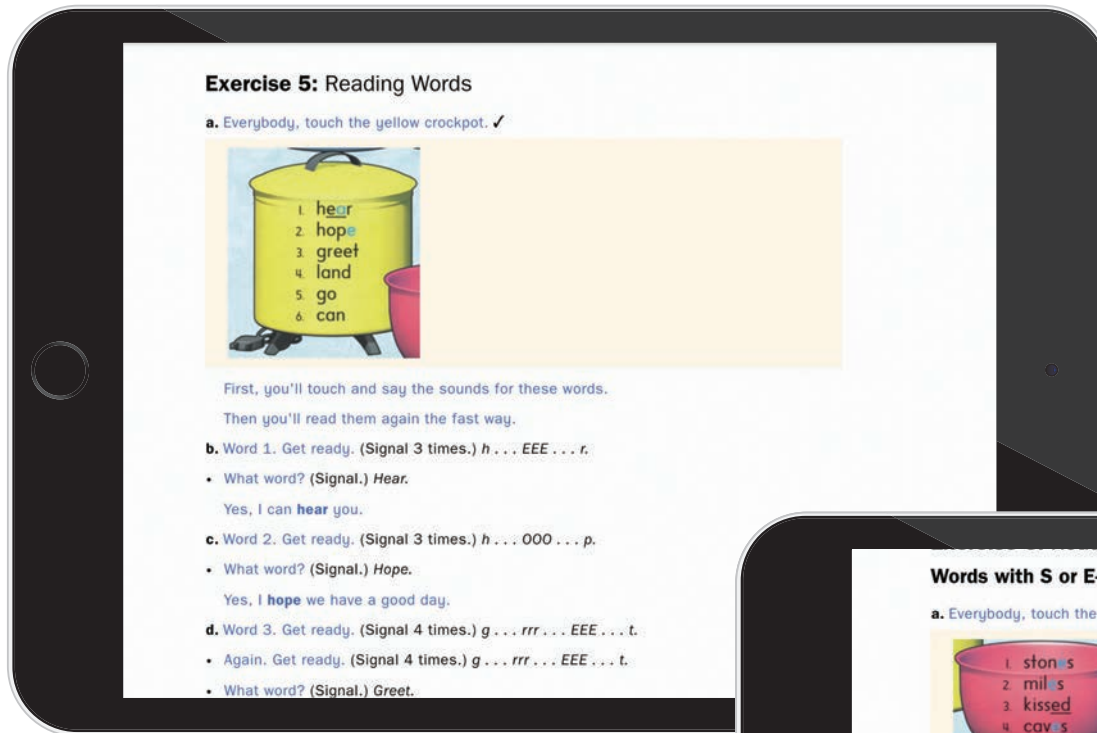 Exercise 5: Reading Words
a. Everybody, touch the yellow crockpot. ✓
1. hear
2. hope
3. greet
4. land
5. go
6. can
First, you'll touch and say the sounds for these words.
Then you'll read them again the fast way.
b. Word 1. Get ready. (Signal 3 times.) h . . . EEE . . . r.
• What word? (Signal.) Hear.
Yes, I can hear you.
c. Word 2. Get ready. (Signal 3 times.) h . . . OOO . . . p.
• What word? (Signal.) Hope.
Yes, I hope we have a good day.
d. Word 3. Get ready. (Signal 4 times.) g . . . rrr . . . EEE . . . t.
• Again. Get ready. (Signal 4 times.) g . . . rrr . . . EEE . . . t.
• What word? (Signal.) Greet.
Words with S or E-
a. Everybody, touch the
1. stones
2. miles
3. kissed
4. caves